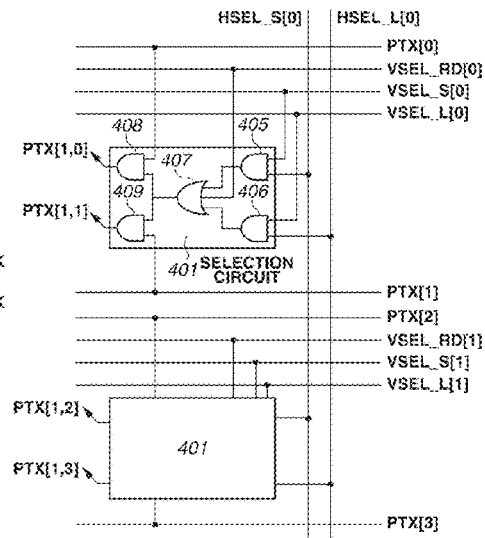 HSEL_S[0] HSEL_L[0]
PTX[0]
VSEL_RD[0]
VSEL_S[0]
VSEL_L[0]
408
405
PTX[1,0]
407
409
406
PTX[1,1]
401
SELECTION
CIRCUIT
X
X
PTX[1]
PTX[2]
VSEL_RD[1]
VSEL_S[1]
VSEL_L[1]
PTX[1,2]
401
PTX[1,3]
PTX[3]